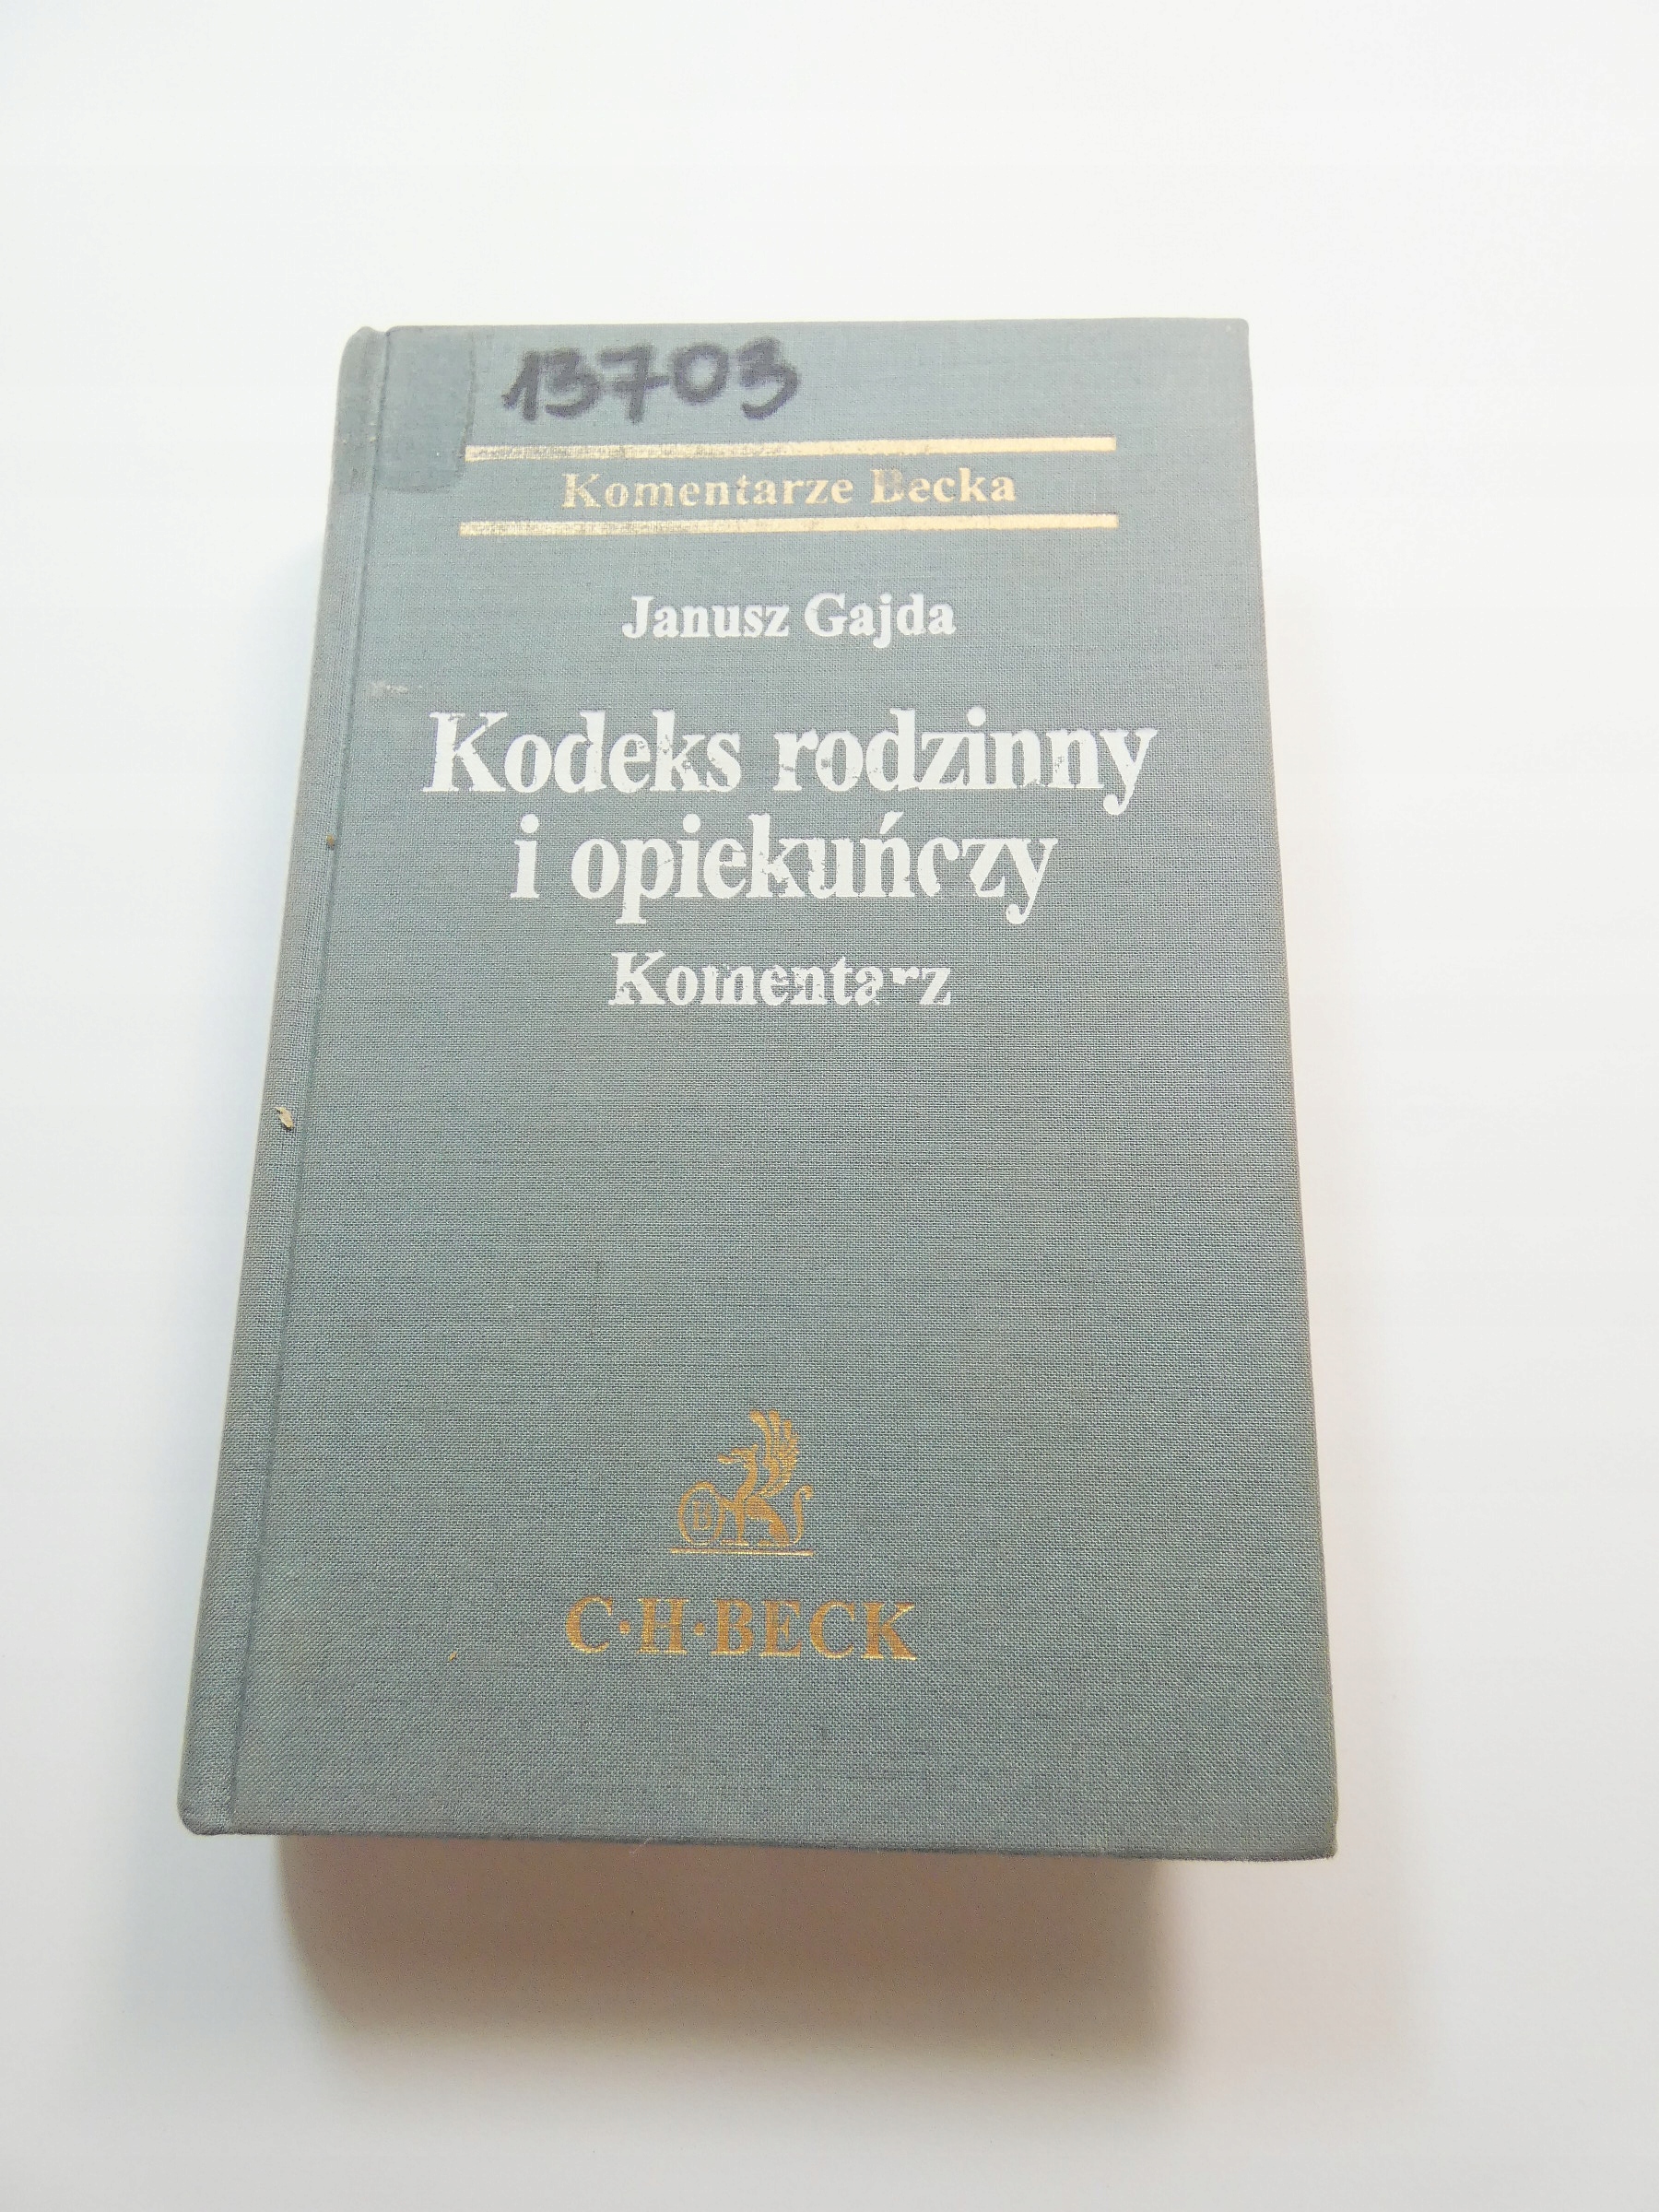 13703
Komentarze Becka
Janusz Gajda
Kodeks rodzinny
i opiekuńczy
Komentarz
B
C·H·BECK